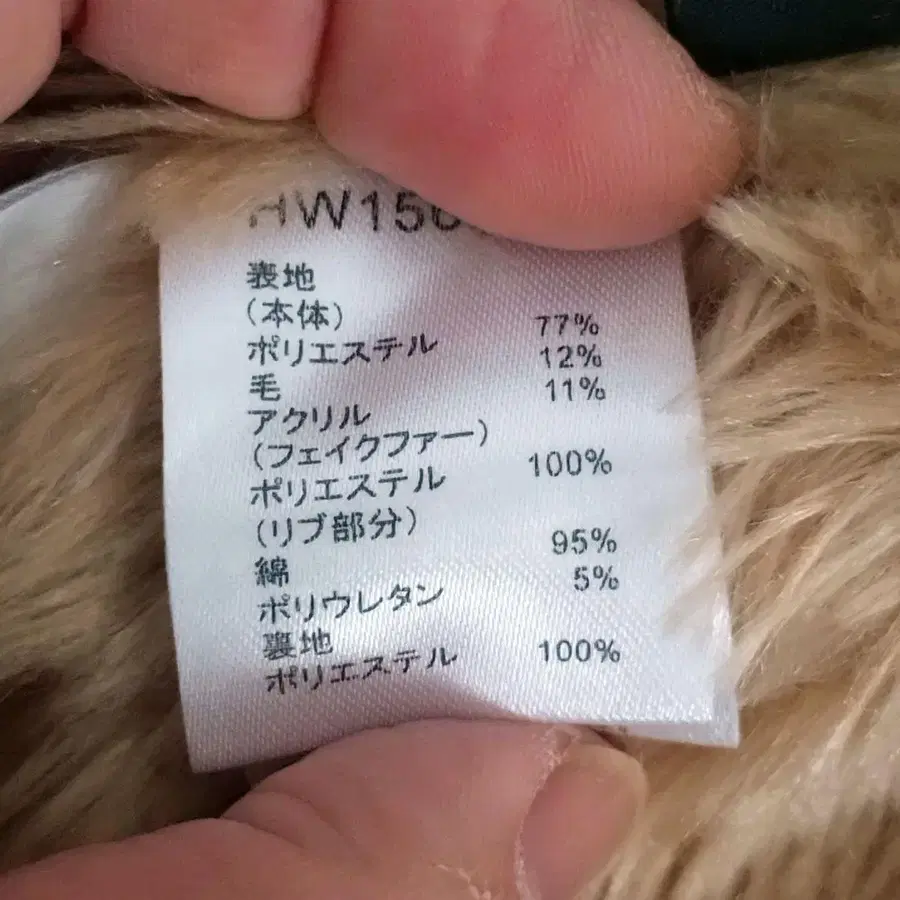 HW156
表地
(本体)
ポリエステル 77%
毛 12%
アクリル 11%
(フェイクファー)
ポリエステル 100%
(リブ部分)
綿 95%
ポリウレタン 5%
裏地
ポリエステル 100%